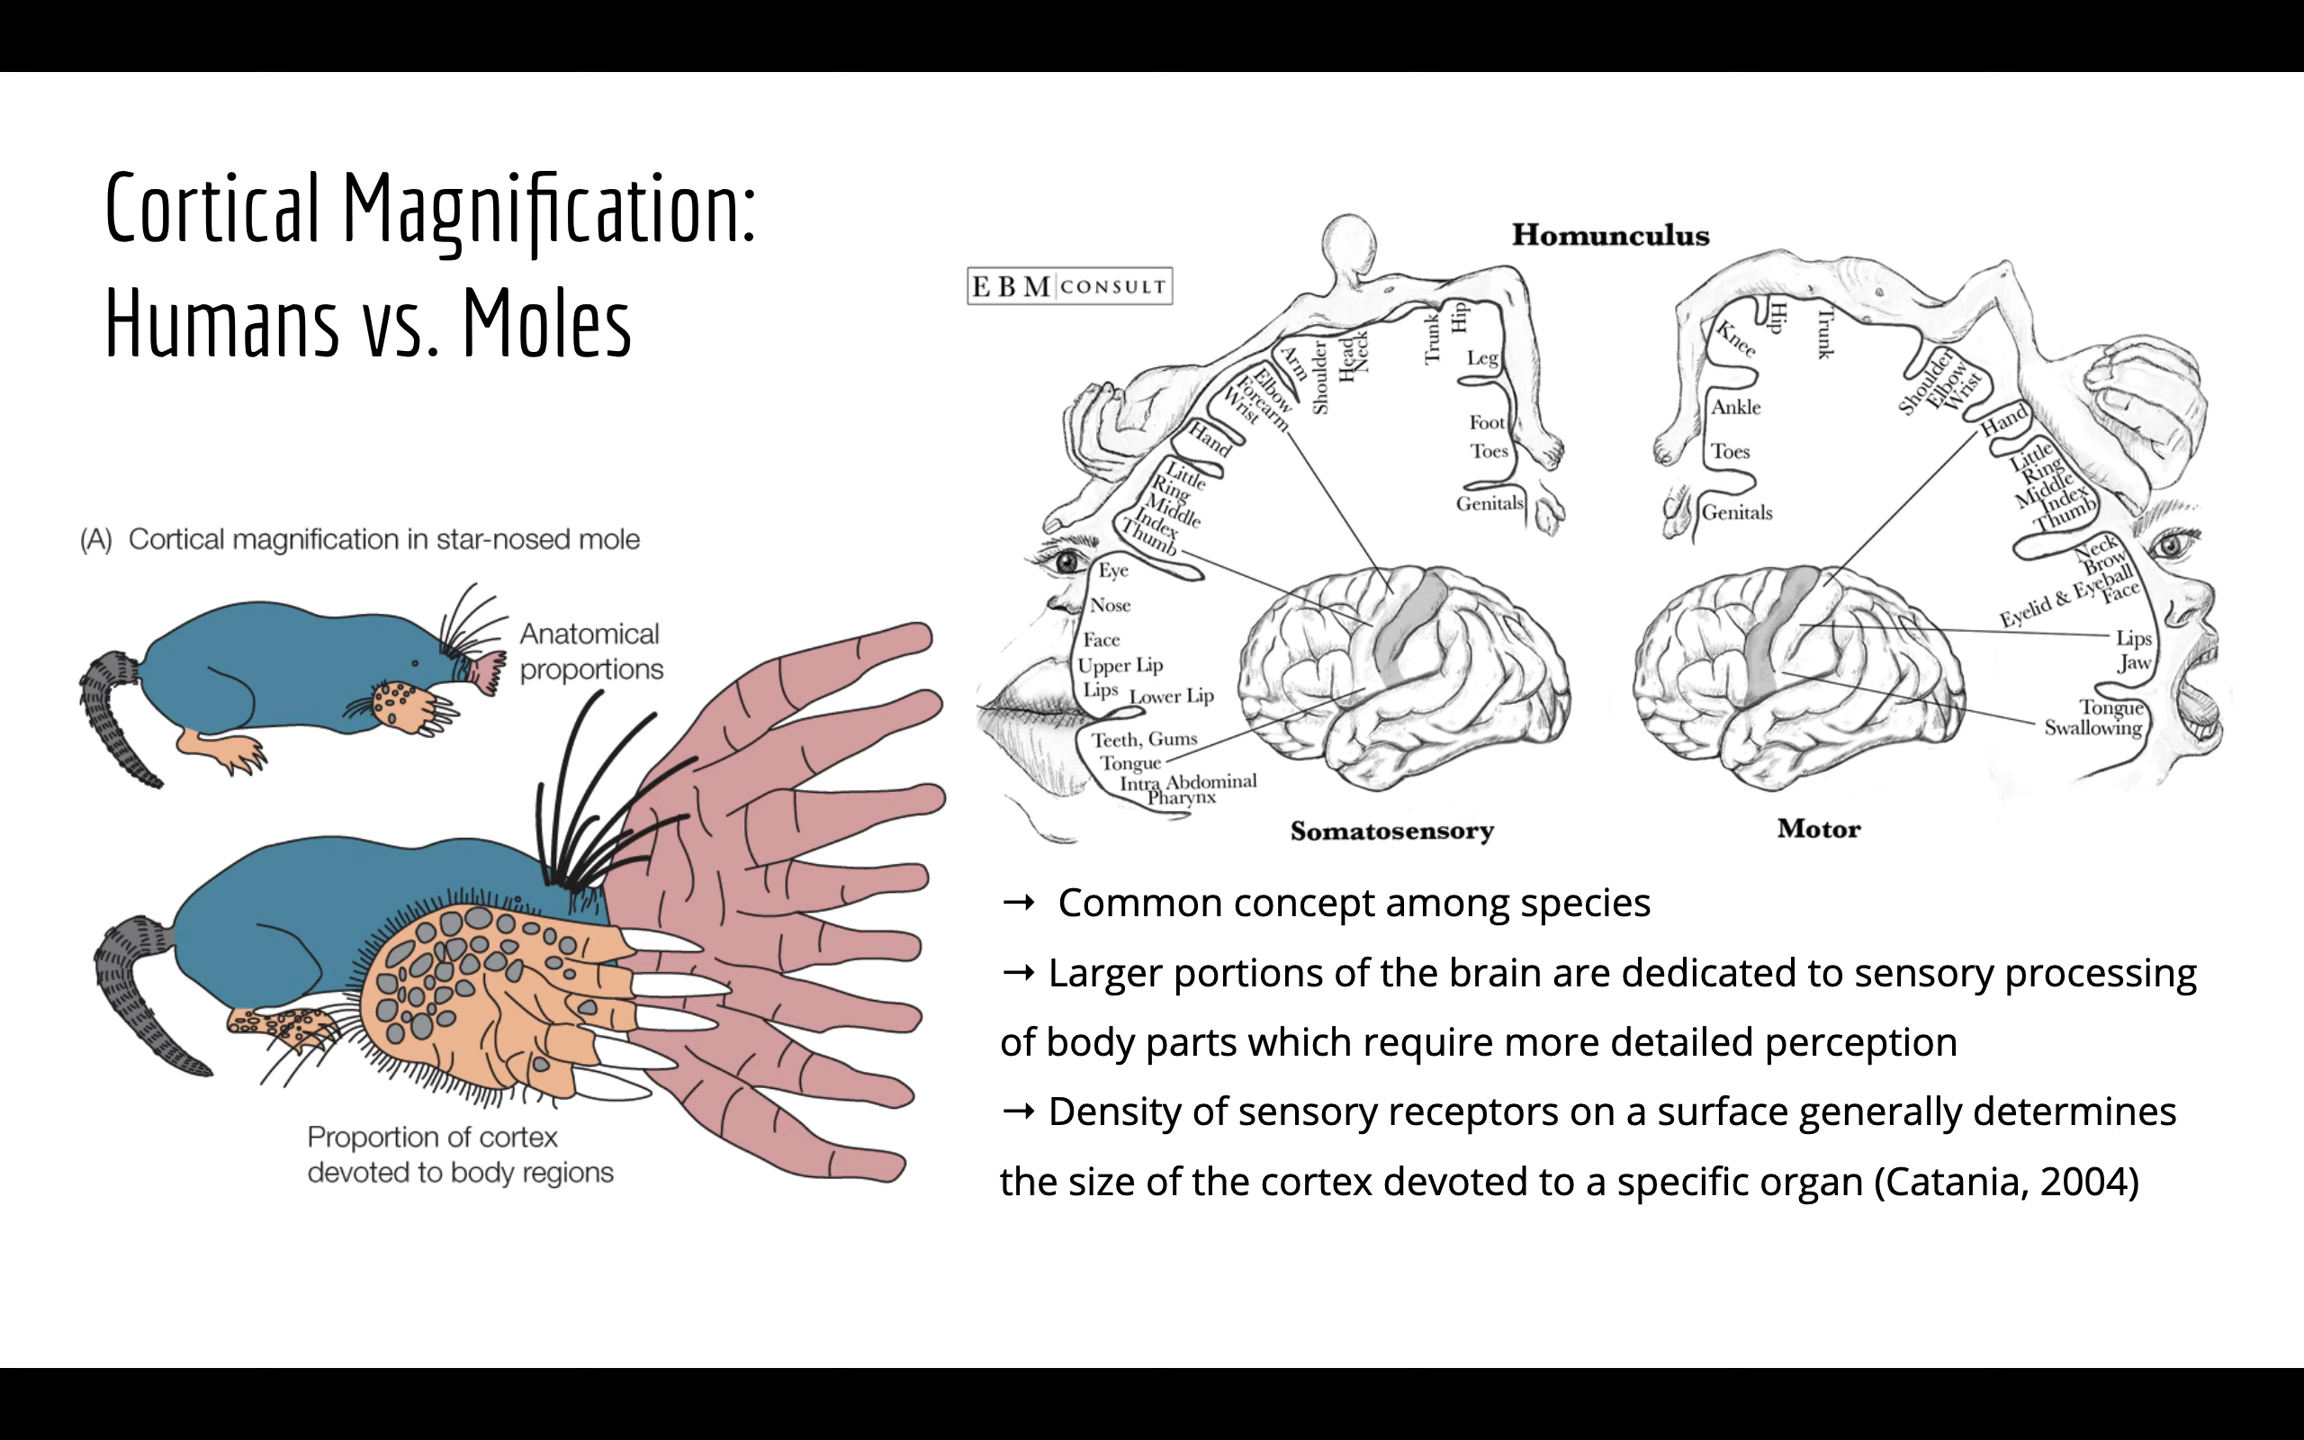 Cortical Magnification:
Humans vs. Moles
(A) Cortical magnification in star-nosed mole
Anatomical
proportions
Proportion of cortex
devoted to body regions
Homunculus
EBM CONSULT
Arm
Elbow
Forearm
Wrist
Shoulder
Head
Neck
Trunk
Hip
Leg
Foot
Toes
Genitals
Hand
Little
Ring
Middle
Index
Thumb
Eye
Nose
Face
Upper Lip
Lips Lower Lip
Teeth, Gums
Tongue
Intra Abdominal
Pharynx
Somatosensory
Knee
Hip
Trunk
Ankle
Toes
Genitals
Shoulder
Elbow
Wrist
Hand
Little
Ring
Middle
Index
Thumb
Neck
Brow
Eyelid & Eyeball
Face
Lips
Jaw
Tongue
Swallowing
Motor
→ Common concept among species
→ Larger portions of the brain are dedicated to sensory processing
of body parts which require more detailed perception
→ Density of sensory receptors on a surface generally determines
the size of the cortex devoted to a specific organ (Catania, 2004)